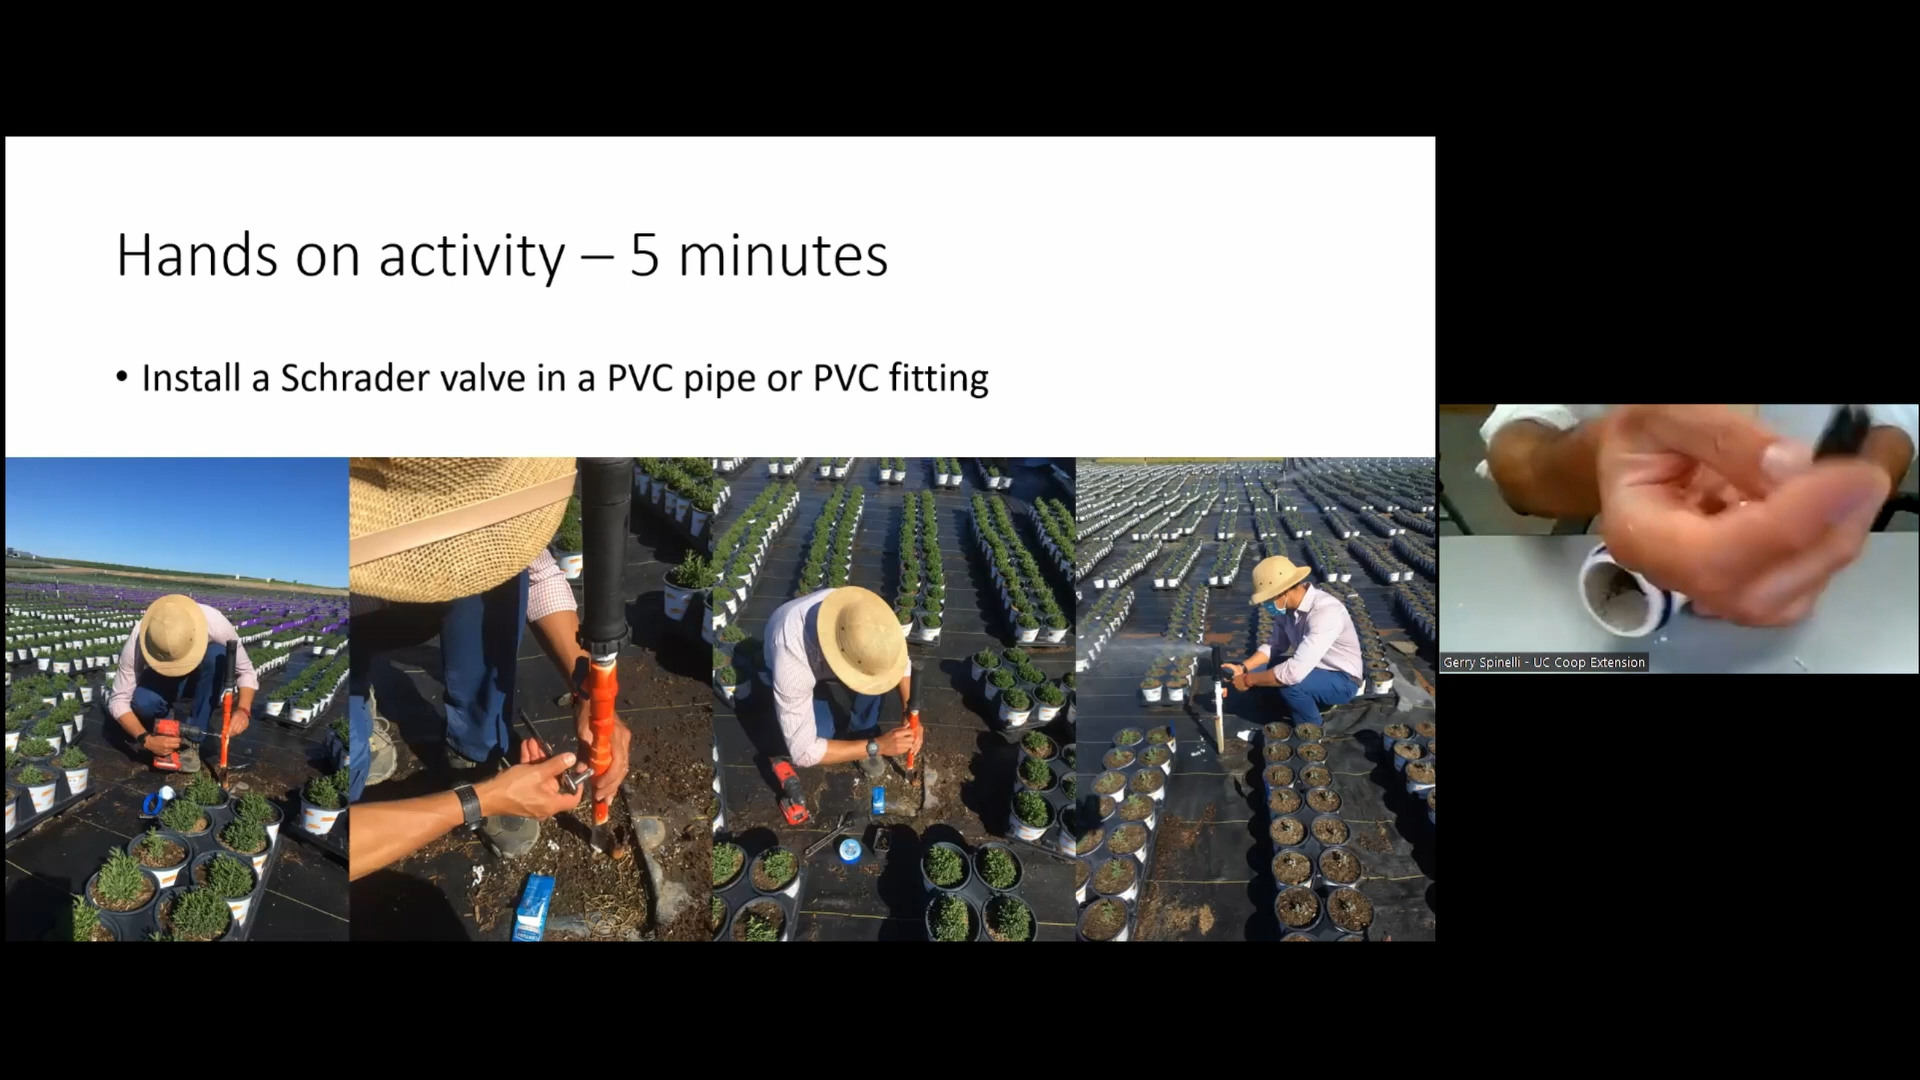 Hands on activity – 5 minutes
• Install a Schrader valve in a PVC pipe or PVC fitting
Gerry Spinelli - UC Coop Extension